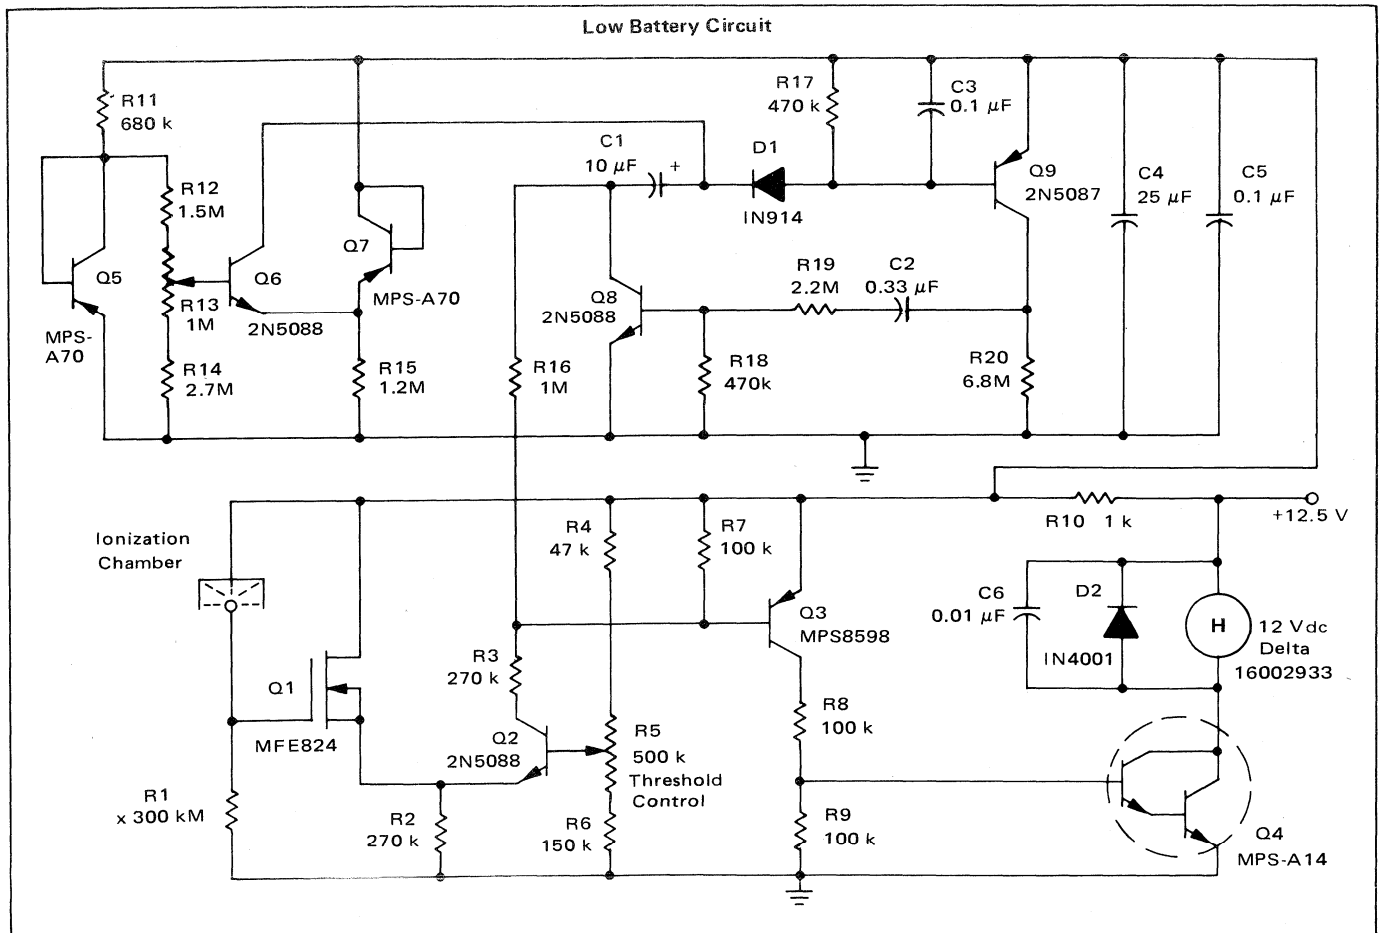 Low Battery Circuit
R11
680 k
R12
1.5M
Q5
MPS-
A70
R13
1M
R14
2.7M
Q6
2N5088
Q7
MPS-A70
R15
1.2M
C1
10 μF
+
D1
IN914
R17
470 k
C3
0.1 μF
Q9
2N5087
C4
25 μF
C5
0.1 μF
Q8
2N5088
R19
2.2M
C2
0.33 μF
R16
1M
R18
470k
R20
6.8M
Ionization
Chamber
R4
47 k
R7
100 k
R10 1 k
+12.5 V
Q1
MFE824
R3
270 k
Q2
2N5088
R5
500 k
Threshold
Control
Q3
MPS8598
C6
0.01 μF
D2
IN4001
H
12 Vdc
Delta
16002933
R8
100 k
R1
x 300 kM
R2
270 k
R6
150 k
R9
100 k
Q4
MPS-A14